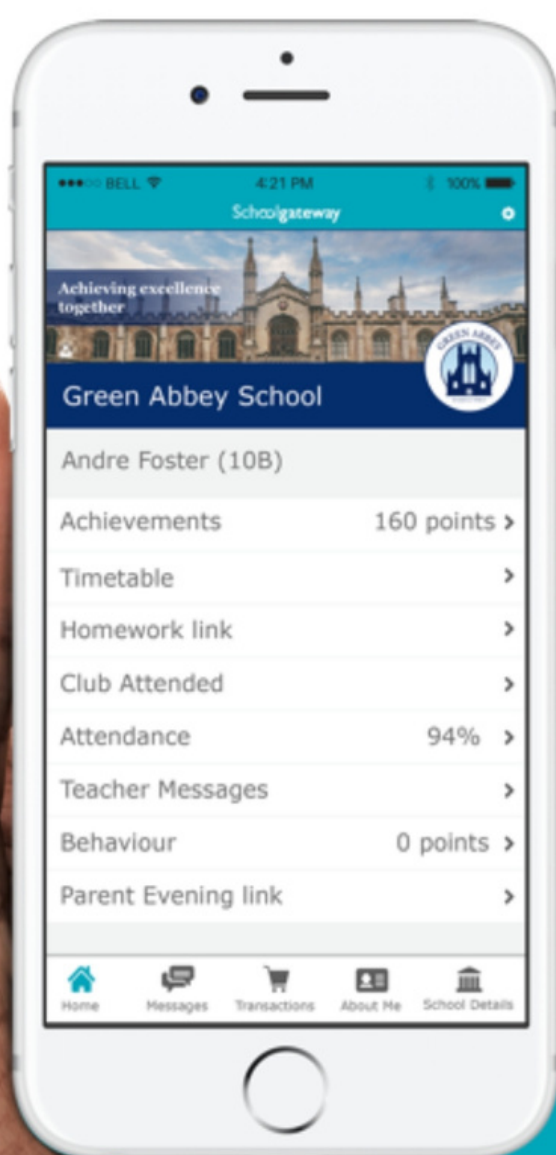 BELL 4:21 PM 100%
Schoolgateway
Achieving excellence
together
GREEN ABBEY
Green Abbey School
Andre Foster (10B)
Achievements 160 points
Timetable
Homework link
Club Attended
Attendance 94%
Teacher Messages
Behaviour 0 points
Parent Evening link
Home Messages Transactions About Me School Details